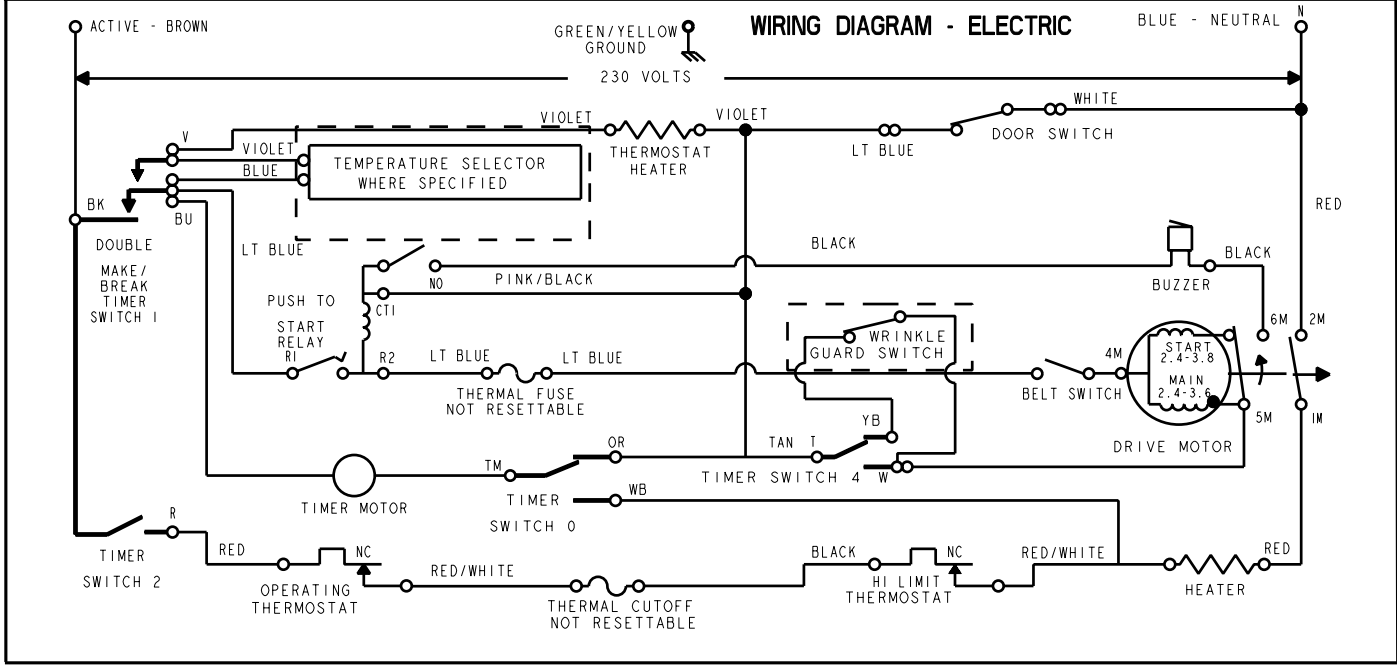 ACTIVE - BROWN
GREEN/YELLOW
GROUND
WIRING DIAGRAM - ELECTRIC
BLUE - NEUTRAL
N
230 VOLTS
VIOLET
VIOLET
WHITE
DOOR SWITCH
LT BLUE
THERMOSTAT
HEATER
V
VIOLET
BLUE
TEMPERATURE SELECTOR
WHERE SPECIFIED
BK
BU
RED
DOUBLE
MAKE/
BREAK
TIMER
SWITCH 1
LT BLUE
BLACK
BLACK
NO
PINK/BLACK
BUZZER
CT1
PUSH TO
START
RELAY
R1
R2
LT BLUE
LT BLUE
THERMAL FUSE
NOT RESETTABLE
WRINKLE
GUARD SWITCH
6M
2M
START
2.4-3.8
MAIN
2.4-3.6
4M
BELT SWITCH
5M
1M
DRIVE MOTOR
YB
TAN
T
OR
TM
TIMER SWITCH 4
W
TIMER MOTOR
TIMER
SWITCH 0
WB
R
TIMER
SWITCH 2
RED
NC
OPERATING
THERMOSTAT
RED/WHITE
THERMAL CUTOFF
NOT RESETTABLE
BLACK
NC
HI LIMIT
THERMOSTAT
RED/WHITE
RED
HEATER